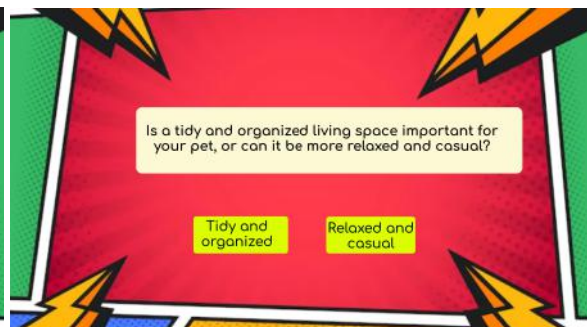 Is a tidy and organized living space important for
your pet, or can it be more relaxed and casual?
Tidy and
organized
Relaxed and
casual